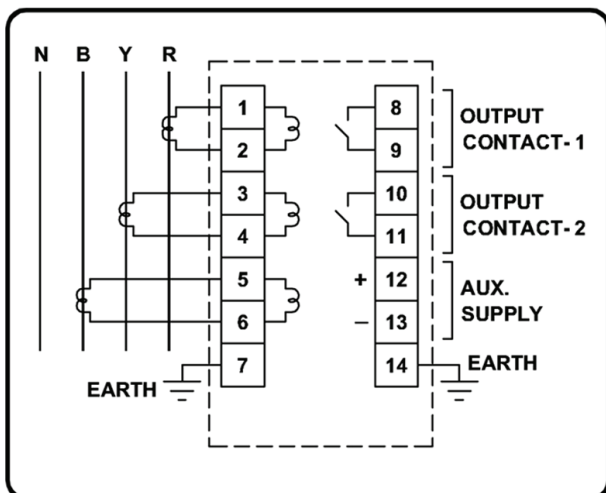 N B Y R
1
2
3
4
5
6
7
EARTH
8
9
10
11
+ 12
– 13
14
OUTPUT
CONTACT-1
OUTPUT
CONTACT-2
AUX.
SUPPLY
EARTH